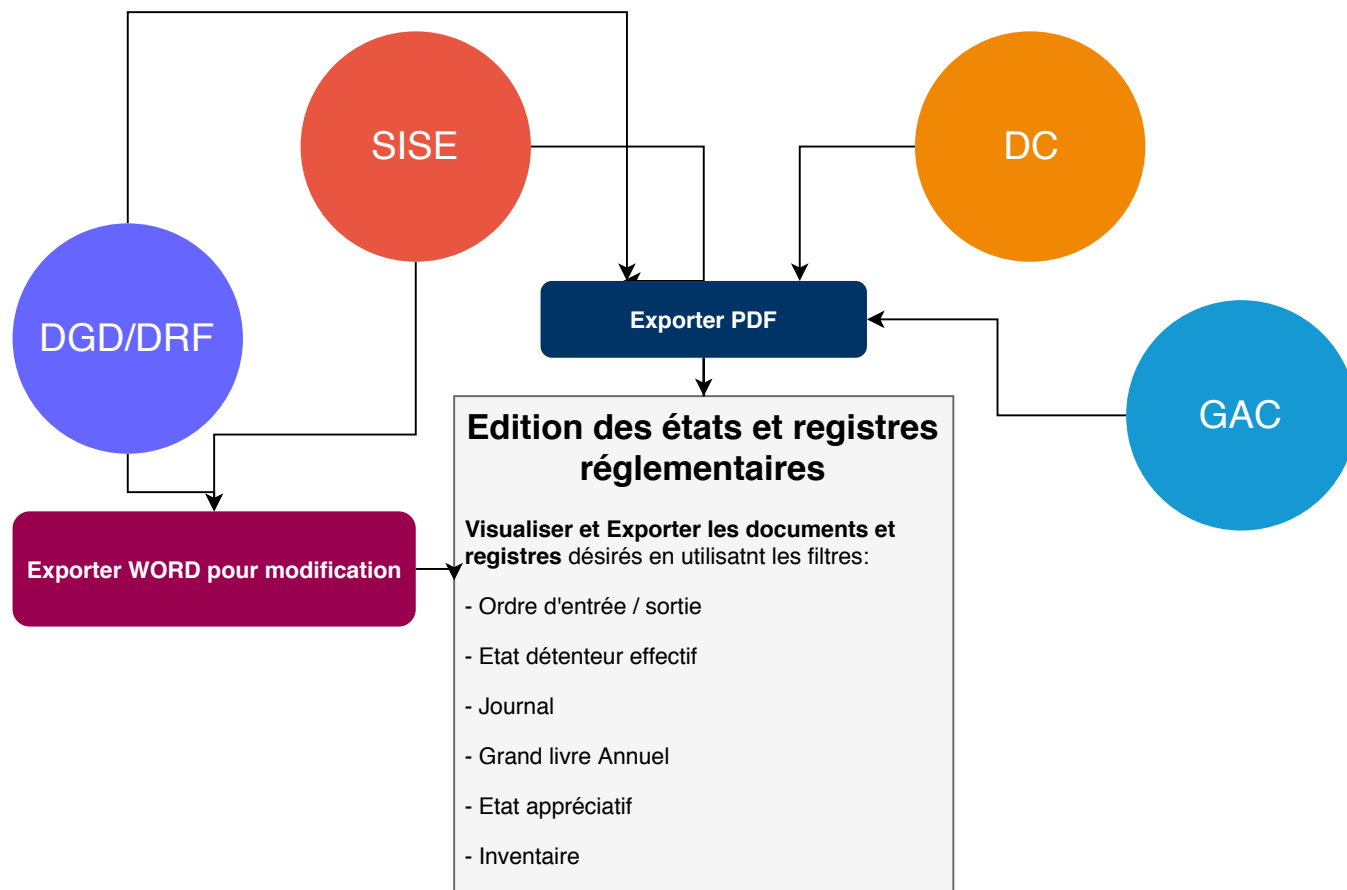 SISE
DC
DGD/DRF
Exporter PDF
GAC
Edition des états et registres
réglementaires
Visualiser et Exporter les documents et
registres désirés en utilisatnt les filtres:
Exporter WORD pour modification
- Ordre d'entrée / sortie
- Etat détenteur effectif
- Journal
- Grand livre Annuel
- Etat appréciatif
- Inventaire